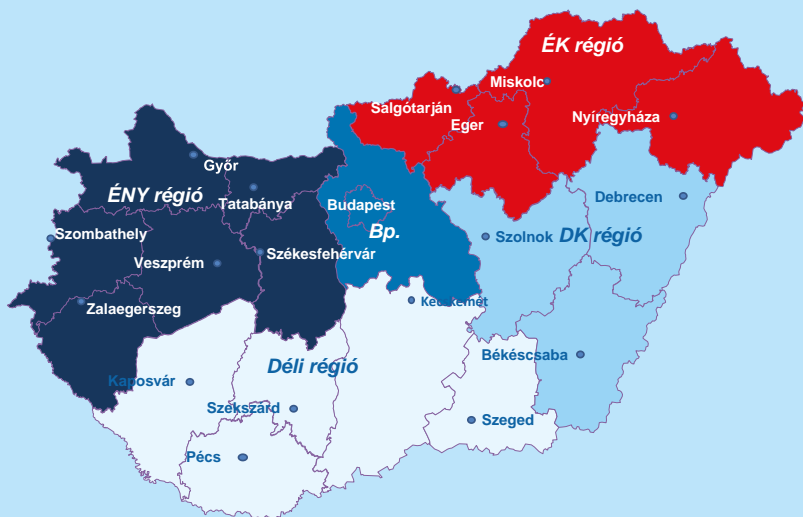 ÉK régió
Miskolc
Salgótarján
Eger
Nyíregyháza
Győr
ÉNY régió
Tatabánya
Budapest
Debrecen
Szombathely
Bp.
Szolnok
DK régió
Veszprém
Székesfehérvár
Zalaegerszeg
Kecskemét
Déli régió
Békéscsaba
Kaposvár
Szekszárd
Szeged
Pécs